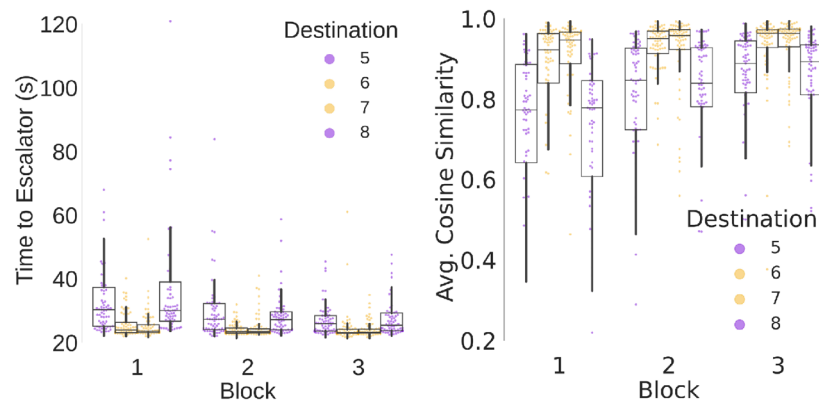 Destination
5
6
7
8
Time to Escalator (s)
120
100
80
60
40
20
1 2 3
Block
Avg. Cosine Similarity
1.0
0.8
0.6
0.4
0.2
Destination
5
6
7
8
1 2 3
Block